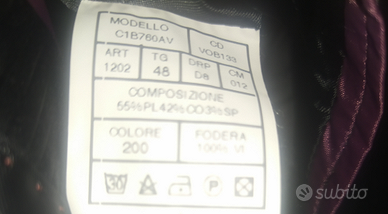 MODELLO
C1B760AV
CD
VOB133
ART
1202
TG
48
DRP
D8
CM
012
COMPOSIZIONE
55%PL42%CO3%SP
COLORE
200
FODERA
100% VI
30
A
P
subito